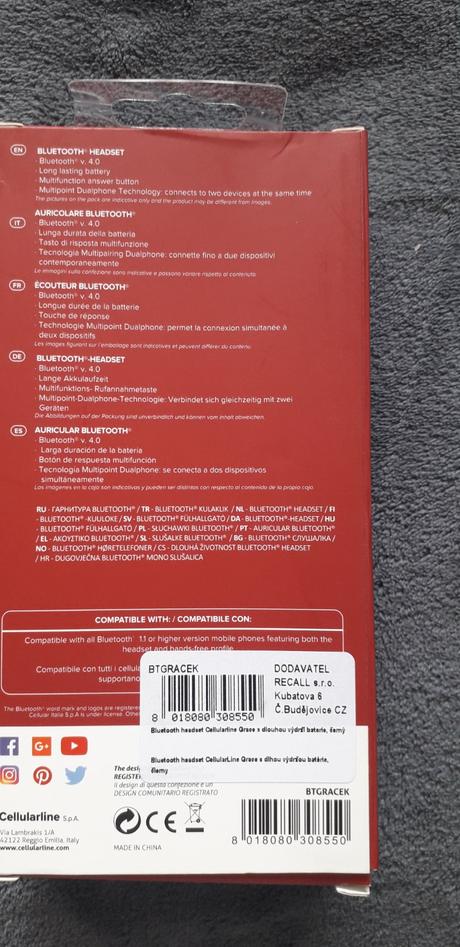 EN
BLUETOOTH® HEADSET
· Bluetooth® v. 4.0
· Long lasting battery
· Multifunction answer button
· Multipoint Dualphone Technology: connects to two devices at the same time
The pictures on the pack are indicative only and the product may be different from images.
IT
AURICOLARE BLUETOOTH®
· Bluetooth® v. 4.0
· Lunga durata della batteria
· Tasto di risposta multifunzione
· Tecnologia Multipairing Dualphone: connette fino a due dispositivi
contemporaneamente
Le immagini sulla confezione sono indicative e possono variare rispetto al contenuto.
FR
ÉCOUTEUR BLUETOOTH®
· Bluetooth® v. 4.0
· Longue durée de la batterie
· Touche de réponse
· Technologie Multipoint Dualphone: permet la connexion simultanée à
deux dispositifs
Les images figurant sur l'emballage sont indicatives et peuvent différer du contenu.
DE
BLUETOOTH®-HEADSET
· Bluetooth® v. 4.0
· Lange Akkulaufzeit
· Multifunktions- Rufannahmetaste
· Multipoint-Dualphone-Technologie: Verbindet sich gleichzeitig mit zwei
Geräten
Die Abbildungen auf der Packung sind unverbindlich und können vom Inhalt abweichen.
ES
AURICULAR BLUETOOTH®
· Bluetooth® v. 4.0
· Larga duración de la batería
· Botón de respuesta multifunción
· Tecnología Multipoint Dualphone: se conecta a dos dispositivos
simultáneamente
Las imágenes en la caja son indicativas y pueden ser distintas con respecto al contenido de la propia caja.
RU - ГАРНИТУРА BLUETOOTH® / TR - BLUETOOTH® KULAKLIK / NL - BLUETOOTH® HEADSET / FI
- BLUETOOTH® -KUULOKE / SV - BLUETOOTH® FÜLHALLGATÓ / DA - BLUETOOTH®-HEADSET / HU
- BLUETOOTH® FÜLHALLGATÓ / PL - SŁUCHAWKI BLUETOOTH® / PT - AURICULAR BLUETOOTH®
/ EL - ΑΚΟΥΣΤΙΚΟ BLUETOOTH® / SL - SLUŠALKE BLUETOOTH® / BG - BLUETOOTH® СЛУШАЛКА /
NO - BLUETOOTH® HØRETELEFONER / CS - DLOUHÁ ŽIVOTNOST BLUETOOTH® HEADSET
/ HR - DUGOVJEČNA BLUETOOTH® MONO SLUŠALICA
COMPATIBLE WITH: / COMPATIBILE CON:
Compatible with all Bluetooth® 1.1 or higher version mobile phones featuring both the
headset and hands-free profile
Compatibile con tutti i cellula
supportano
The Bluetooth® word mark and logos are registered
Cellular Italia S.p.A is under license. Other
BTGRACEK
DODAVATEL
RECALL s.r.o.
Kubatova 6
Č.Budějovice CZ
8 018080 308550
Bluetooth headset Cellularline Grace s dlouhou výdrží baterie, černý
Bluetooth headset CellularLine Grace s dlhou výdržou batérie,
čierny
The desig
REGISTER
Il design di questa confezione è un
DESIGN COMUNITARIO REGISTRATO
BTGRACEK
8 018080 308550
Cellularline S.p.A.
Via Lambrakis 1/A
42122 Reggio Emilia, Italy
www.cellularline.com
CE
MADE IN CHINA